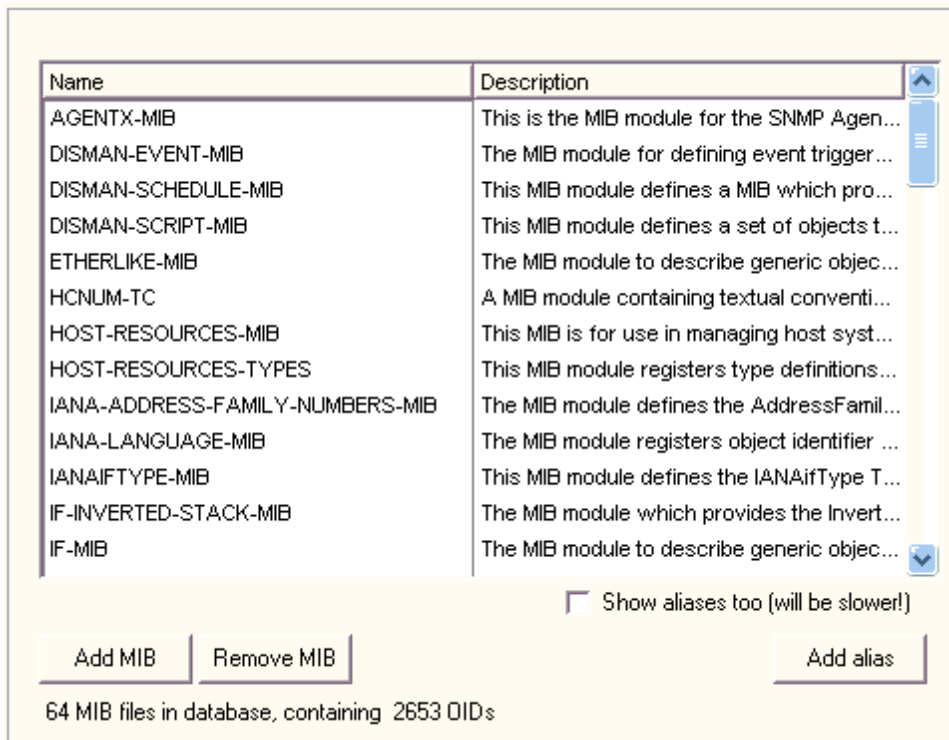 Name Description
AGENTX-MIB This is the MIB module for the SNMP Agen...
DISMAN-EVENT-MIB The MIB module for defining event trigger...
DISMAN-SCHEDULE-MIB This MIB module defines a MIB which pro...
DISMAN-SCRIPT-MIB This MIB module defines a set of objects t...
ETHERLIKE-MIB The MIB module to describe generic objec...
HCNUM-TC A MIB module containing textual conventi...
HOST-RESOURCES-MIB This MIB is for use in managing host syst...
HOST-RESOURCES-TYPES This MIB module registers type definitions...
IANA-ADDRESS-FAMILY-NUMBERS-MIB The MIB module defines the AddressFamil...
IANA-LANGUAGE-MIB The MIB module registers object identifier ...
IANAIFTYPE-MIB This MIB module defines the IANAifType T...
IF-INVERTED-STACK-MIB The MIB module which provides the Invert...
IF-MIB The MIB module to describe generic objec...
Show aliases too (will be slower!)
Add MIB Remove MIB Add alias
64 MIB files in database, containing 2653 OIDs